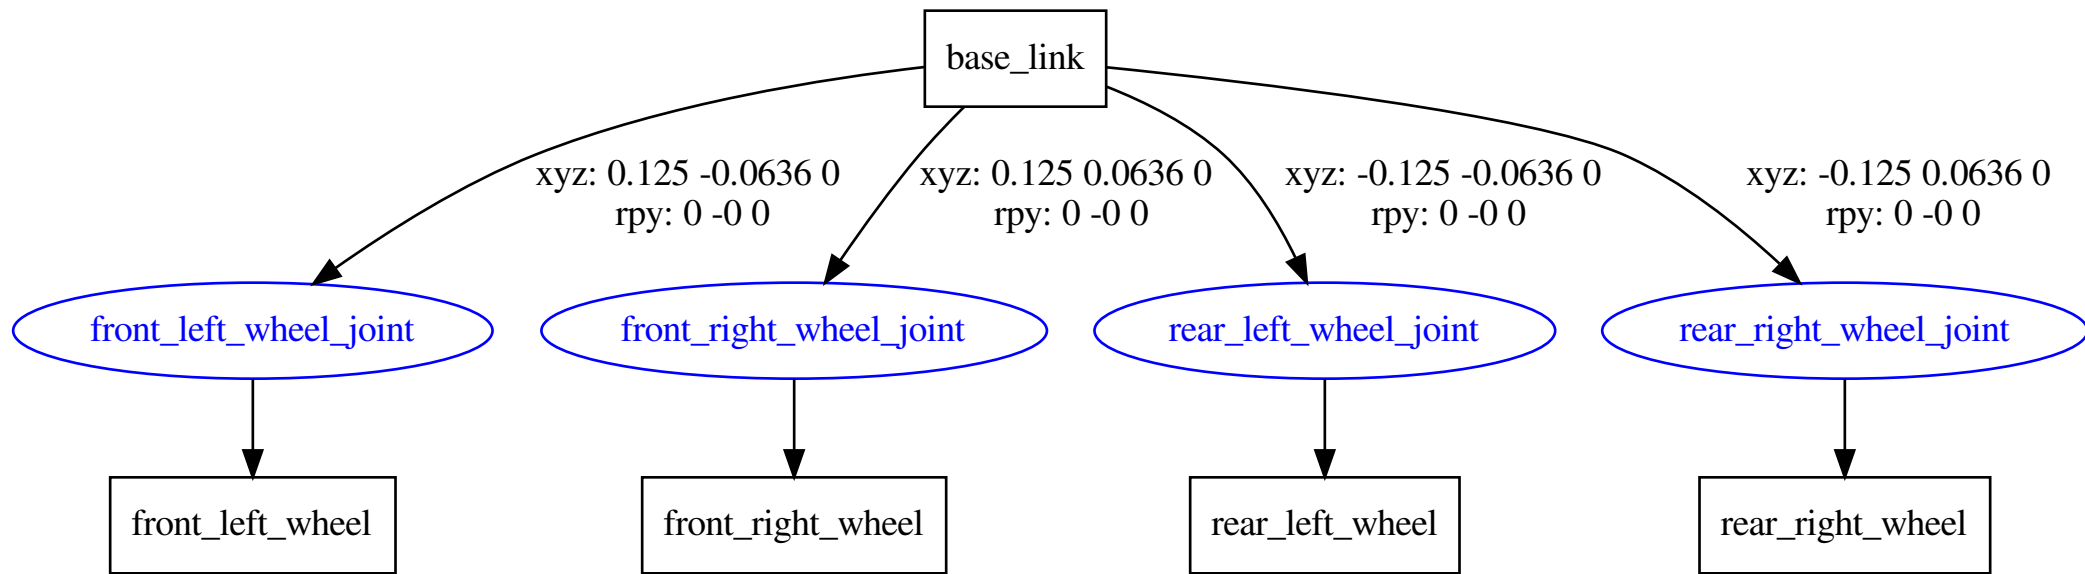 base_link
xyz: 0.125 -0.0636 0
rpy: 0 -0 0
xyz: 0.125 0.0636 0
rpy: 0 -0 0
xyz: -0.125 -0.0636 0
rpy: 0 -0 0
xyz: -0.125 0.0636 0
rpy: 0 -0 0
front_left_wheel_joint
front_right_wheel_joint
rear_left_wheel_joint
rear_right_wheel_joint
front_left_wheel
front_right_wheel
rear_left_wheel
rear_right_wheel